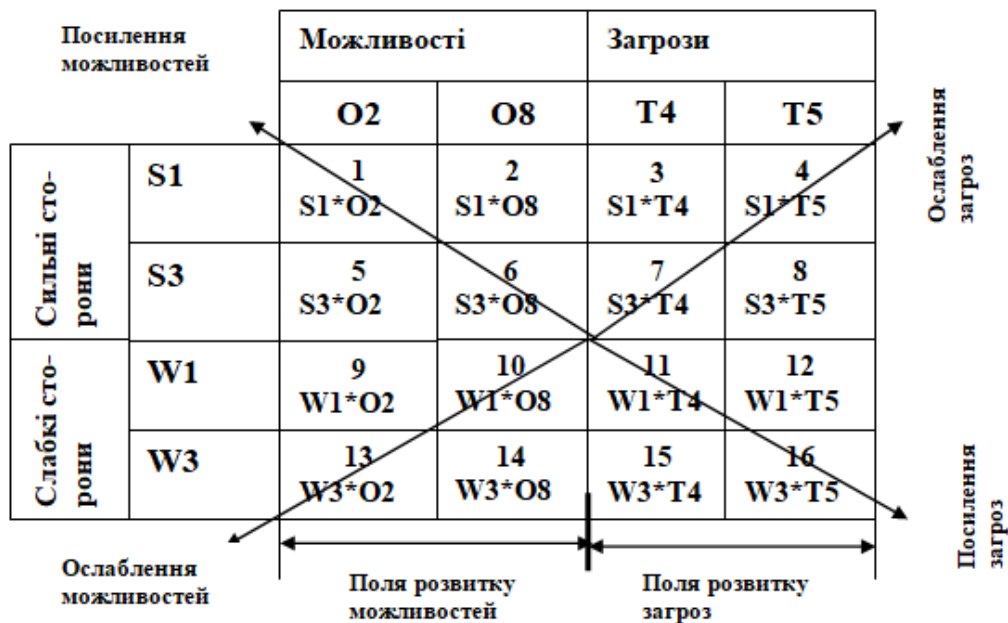 Посилення
можливостей
Можливості
Загрози
O2
O8
T4
T5
Ослаблення
загроз
Сильні сто-
рони
S1
1
S1*O2
2
S1*O8
3
S1*T4
4
S1*T5
S3
5
S3*O2
6
S3*O8
7
S3*T4
8
S3*T5
Слабкі сто-
рони
W1
9
W1*O2
10
W1*O8
11
W1*T4
12
W1*T5
W3
13
W3*O2
14
W3*O8
15
W3*T4
16
W3*T5
Посилення
загроз
Ослаблення
можливостей
Поля розвитку
можливостей
Поля розвитку
загроз